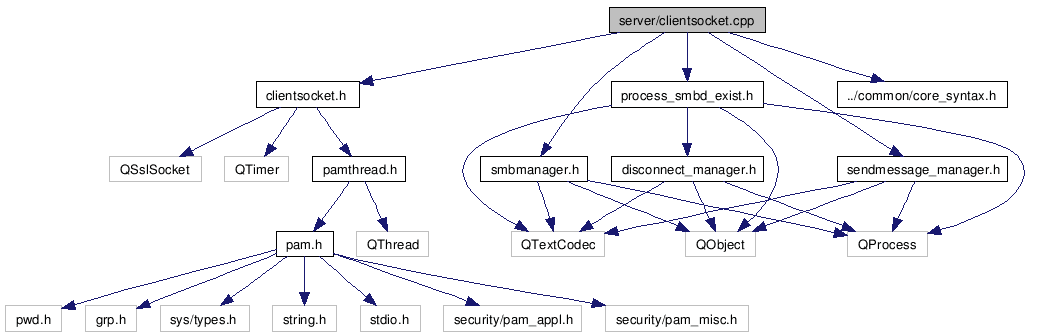 server/clientsocket.cpp
clientsocket.h
process_smbd_exist.h
../common/core_syntax.h
QSslSocket
QTimer
pamthread.h
smbmanager.h
disconnect_manager.h
sendmessage_manager.h
pam.h
QThread
QTextCodec
QObject
QProcess
pwd.h
grp.h
sys/types.h
string.h
stdio.h
security/pam_appl.h
security/pam_misc.h